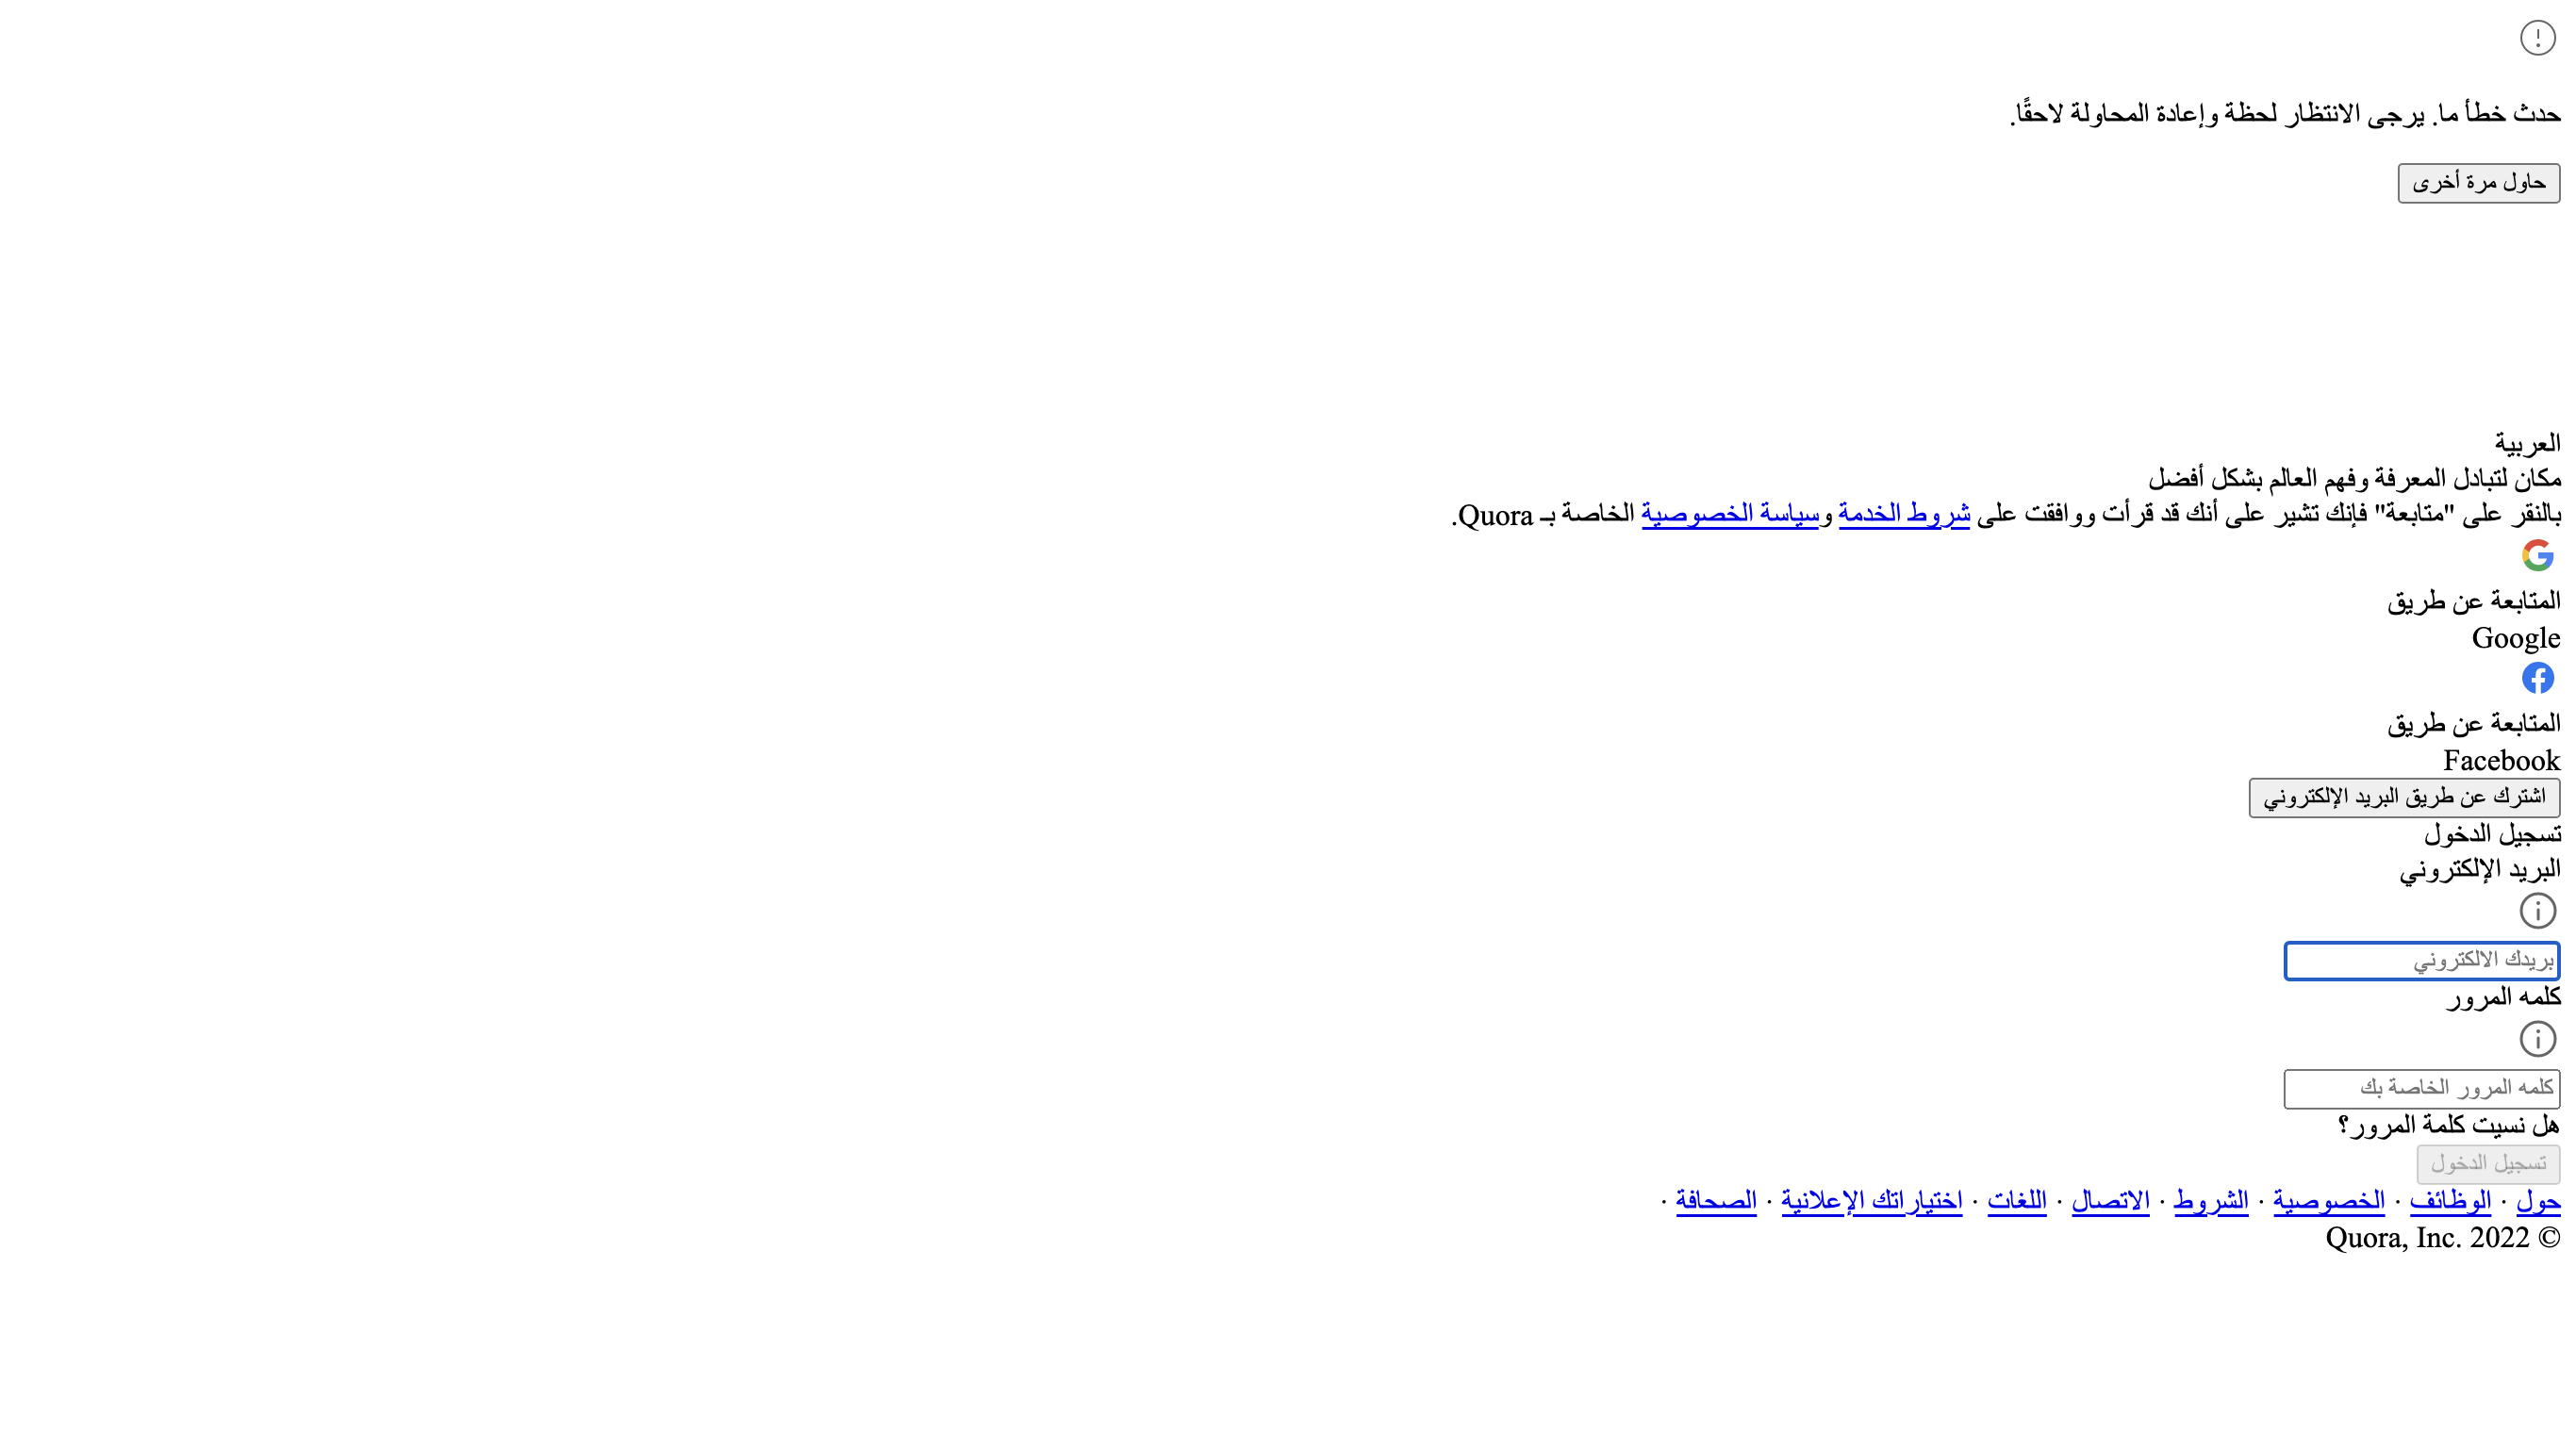 حدث خطأ ما. يرجى الانتظار لحظة وإعادة المحاولة لاحقًا.
حاول مرة أخرى
العربية
مكان لتبادل المعرفة وفهم العالم بشكل أفضل
بالنقر على "متابعة" فإنك تشير على أنك قد قرأت ووافقت على شروط الخدمة وسياسة الخصوصية الخاصة بـ Quora.
المتابعة عن طريق
Google
المتابعة عن طريق
Facebook
اشترك عن طريق البريد الإلكتروني
تسجيل الدخول
البريد الإلكتروني
بريدك الالكتروني
كلمه المرور
كلمه المرور الخاصة بك
هل نسيت كلمة المرور؟
تسجيل الدخول
حول · الوظائف · الخصوصية · الشروط · الاتصال · اللغات · اختياراتك الإعلانية · الصحافة ·
© Quora, Inc. 2022